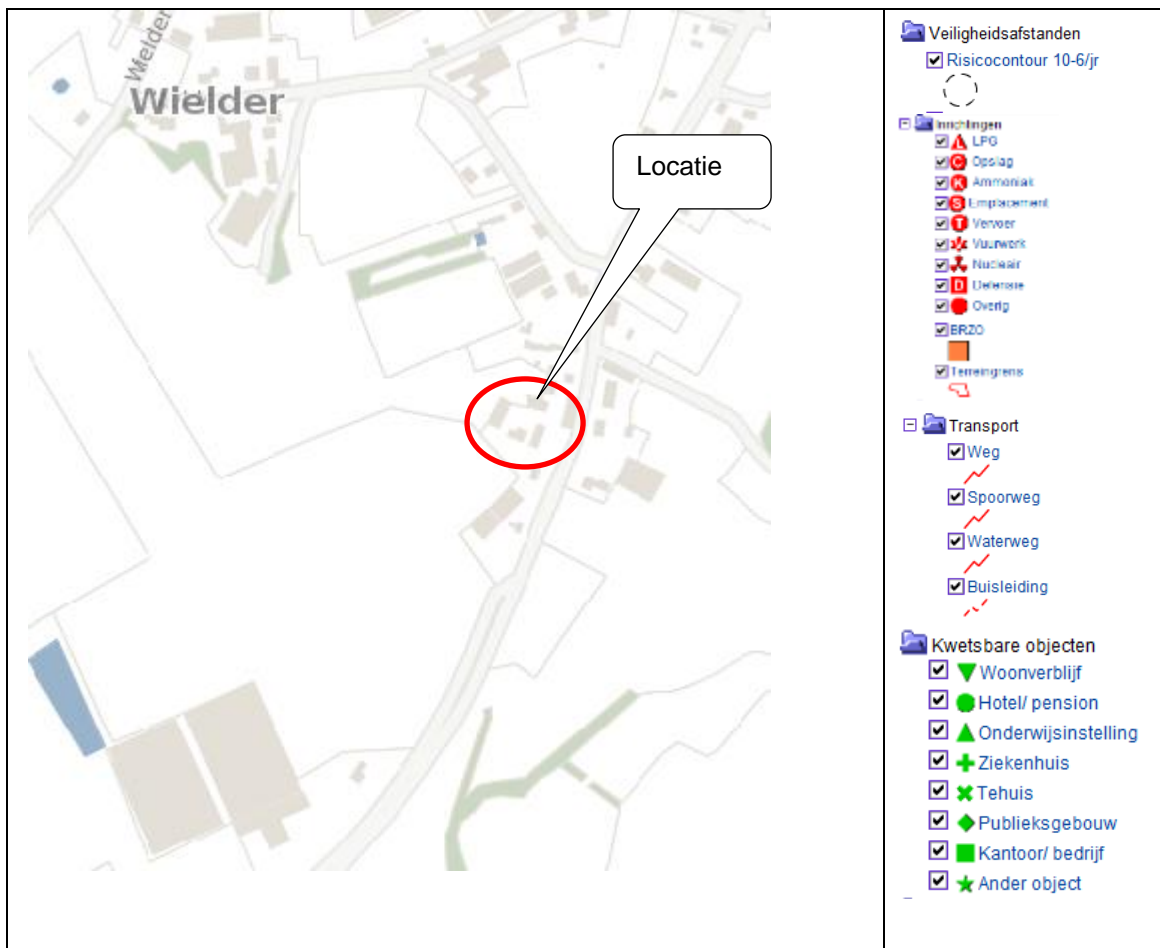 Wielder
Wielder
Locatie
Veiligheidsafstanden
Risicocontour 10-6/jr
Inrichtingen
LPG
Opslag
Ammoniak
Emplacement
Vervoer
Vuurwerk
Nucleair
Defensie
Overig
BRZO
Terreingrens
Transport
Weg
Spoorweg
Waterweg
Buisleiding
Kwetsbare objecten
Woonverblijf
Hotel/ pension
Onderwijsinstelling
Ziekenhuis
Tehuis
Publieksgebouw
Kantoor/ bedrijf
Ander object